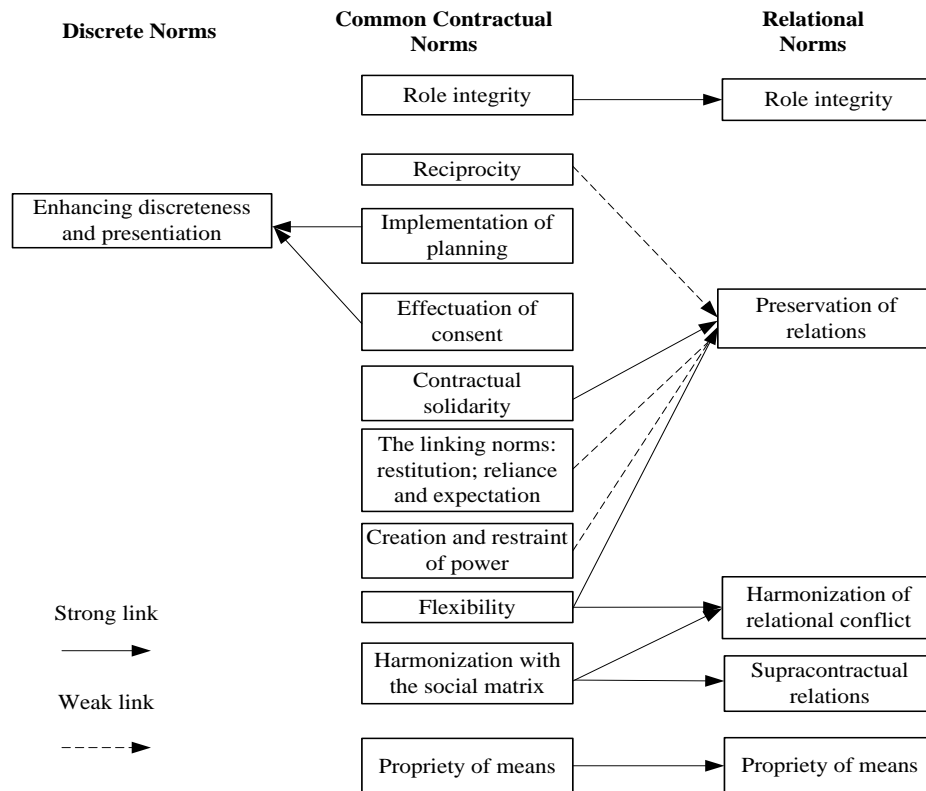 Discrete Norms
Common Contractual
Norms
Relational
Norms
Role integrity
Role integrity
Reciprocity
Enhancing discreteness
and presentiation
Implementation of
planning
Effectuation of
consent
Preservation of
relations
Contractual
solidarity
The linking norms:
restitution; reliance
and expectation
Creation and restraint
of power
Flexibility
Harmonization of
relational conflict
Harmonization with
the social matrix
Supracontractual
relations
Propriety of means
Propriety of means
Strong link
Weak link